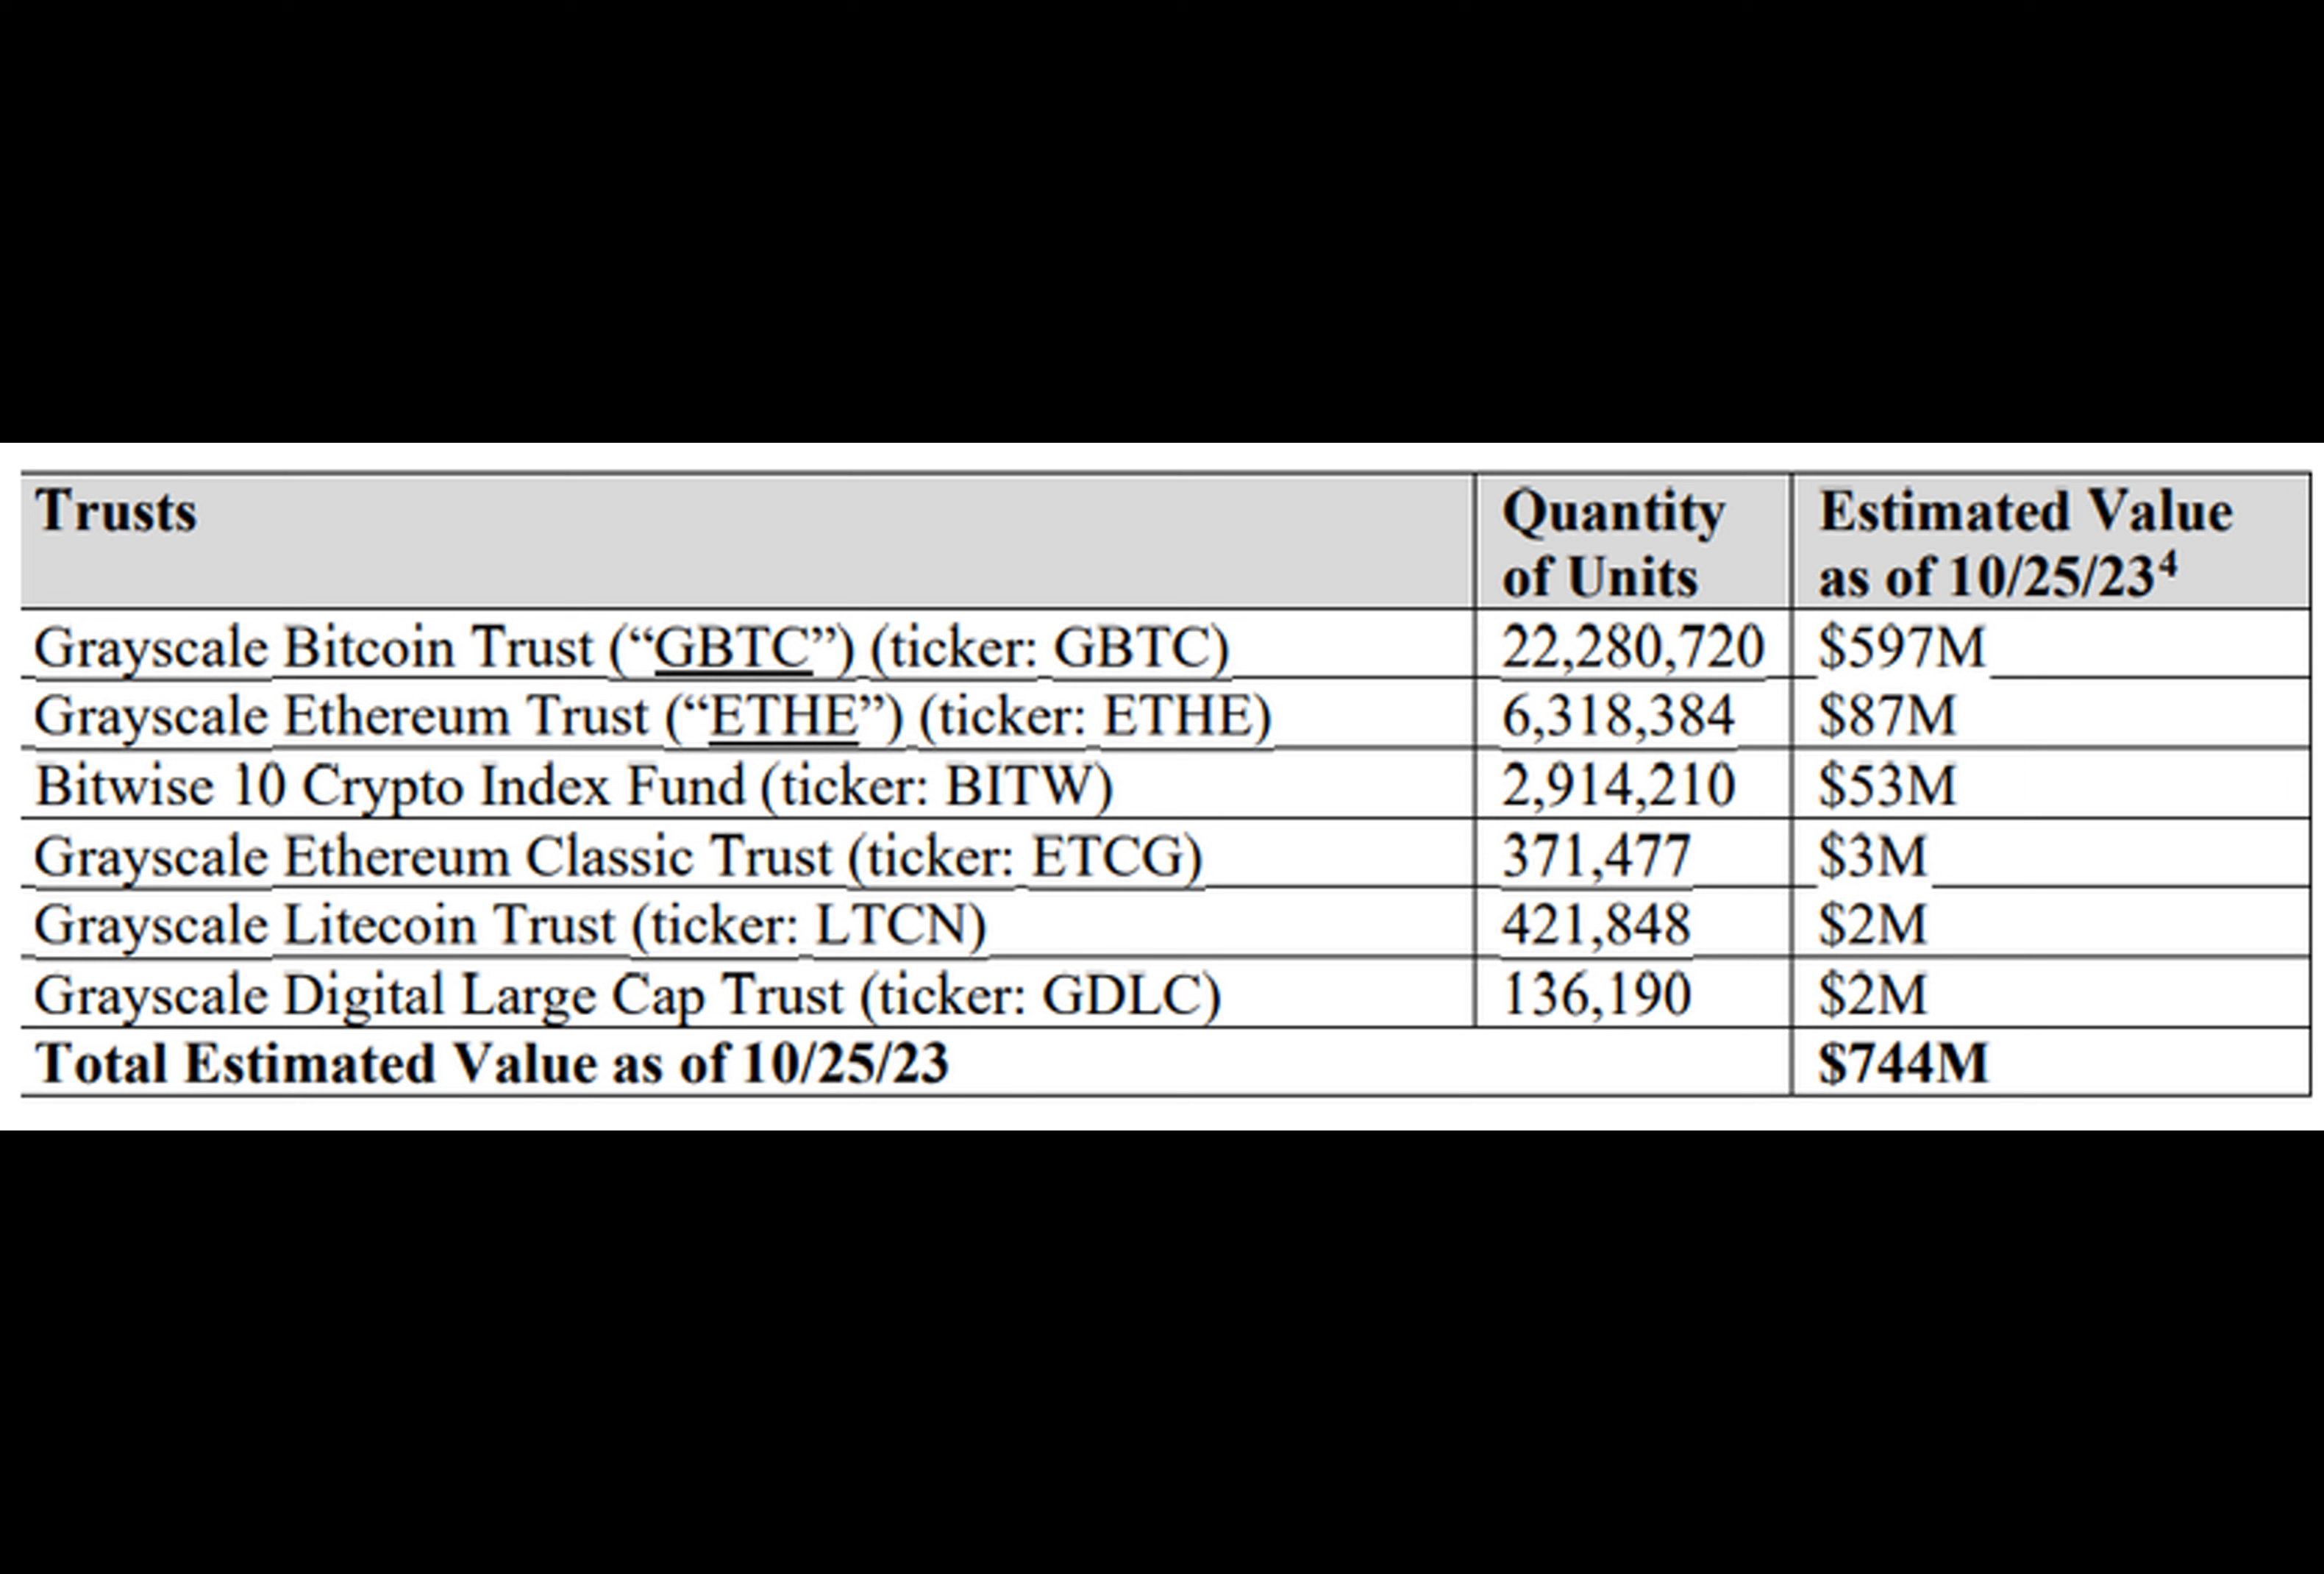 Trusts Quantity Estimated Value
of Units as of 10/25/23⁴
Grayscale Bitcoin Trust (“GBTC”) (ticker: GBTC) 22,280,720 $597M
Grayscale Ethereum Trust (“ETHE”) (ticker: ETHE) 6,318,384 $87M
Bitwise 10 Crypto Index Fund (ticker: BITW) 2,914,210 $53M
Grayscale Ethereum Classic Trust (ticker: ETCG) 371,477 $3M
Grayscale Litecoin Trust (ticker: LTCN) 421,848 $2M
Grayscale Digital Large Cap Trust (ticker: GDLC) 136,190 $2M
Total Estimated Value as of 10/25/23 $744M